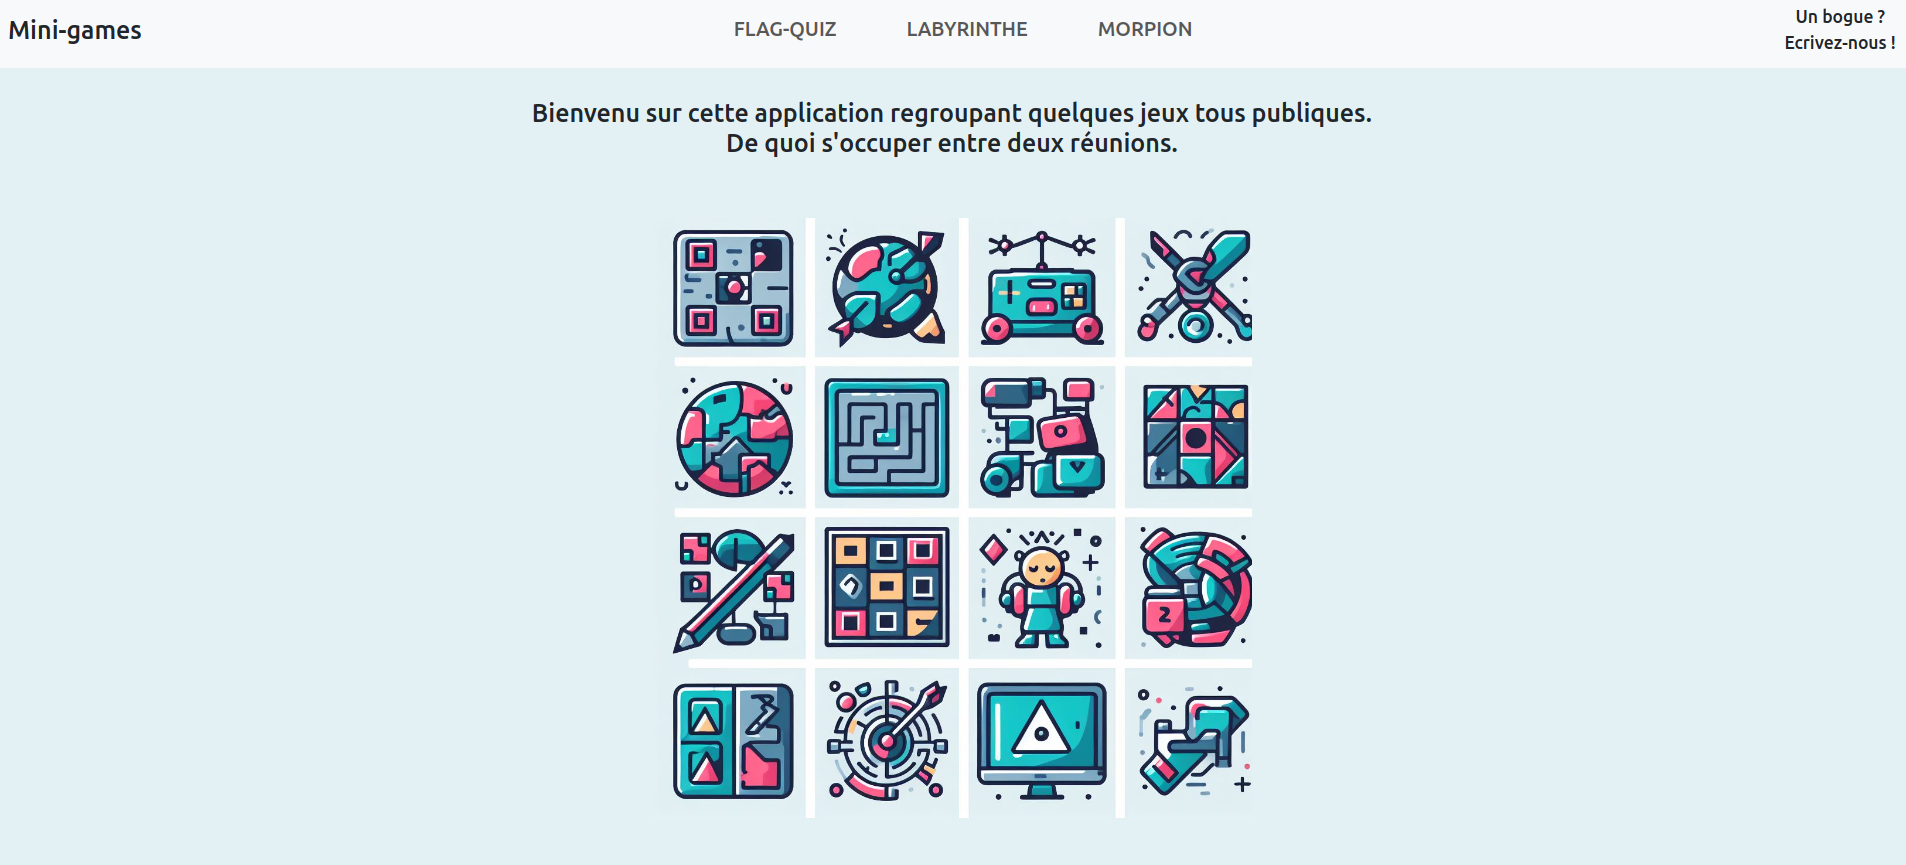 Mini-games
FLAG-QUIZ
LABYRINTHE
MORPION
Un bogue ?
Ecrivez-nous !
Bienvenu sur cette application regroupant quelques jeux tous publiques.
De quoi s'occuper entre deux réunions.
2